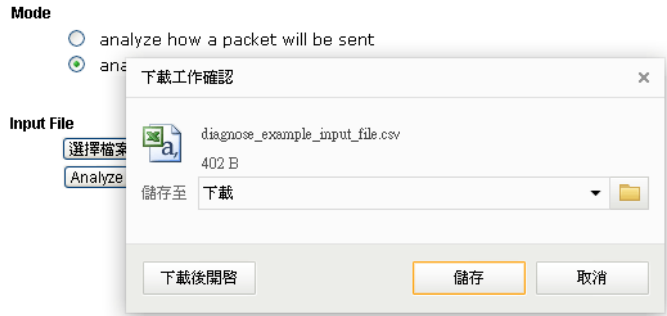 Mode
analyze how a packet will be sent
ana
下載工作確認
Input File
選擇檔案
Analyze
diagnose_example_input_file.csv
402 B
儲存至 下載
下載後開啓 儲存 取消